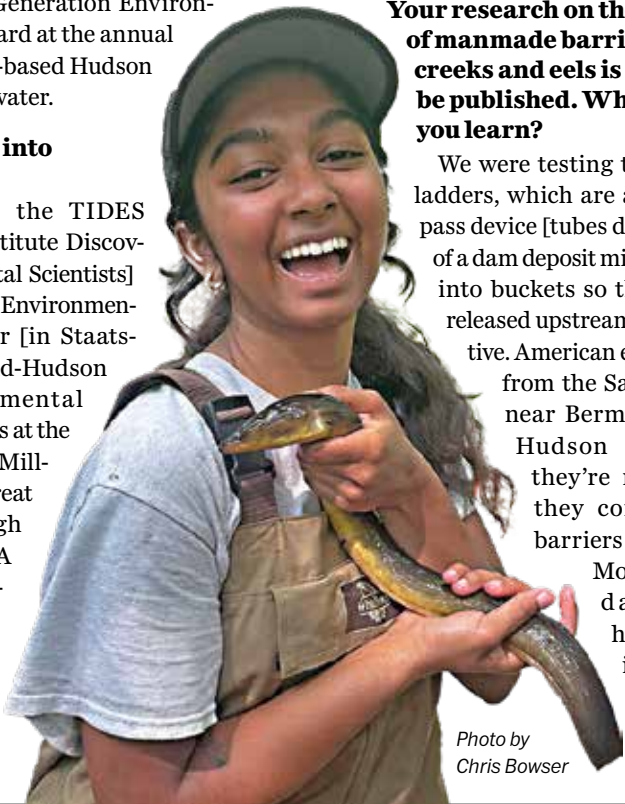 Generation Environ-
ard at the annual
-based Hudson
water.
into
the TIDES
titute Discov-
tal Scientists]
Environmen-
r [in Staats-
d-Hudson
mental
s at the
Mill-
reat
gh
A
-
Your research on th
of manmade barri
creeks and eels is
be published. Wh
you learn?
We were testing t
ladders, which are a
pass device [tubes d
of a dam deposit mi
into buckets so th
released upstream
tive. American e
from the Sa
near Berm
Hudson
they’re
they co
barriers
Mo
da
h
i
Photo by
Chris Bowser